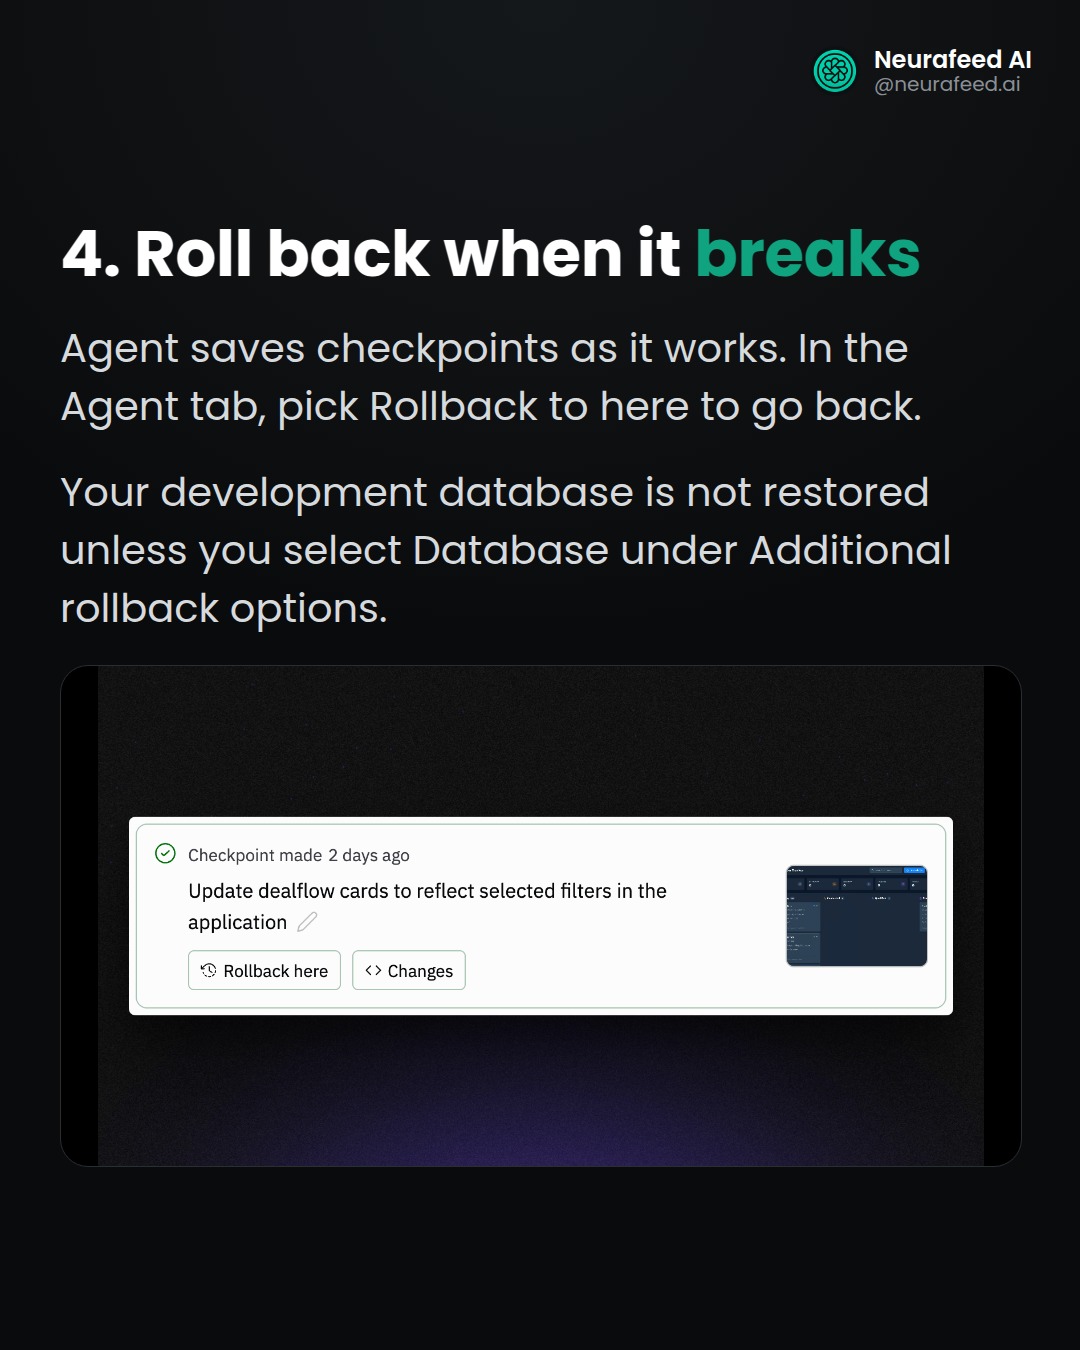 Neurafeed AI
@neurafeed.ai
4. Roll back when it breaks
Agent saves checkpoints as it works. In the
Agent tab, pick Rollback to here to go back.
Your development database is not restored
unless you select Database under Additional
rollback options.
Checkpoint made 2 days ago
Update dealflow cards to reflect selected filters in the
application
Rollback here
Changes